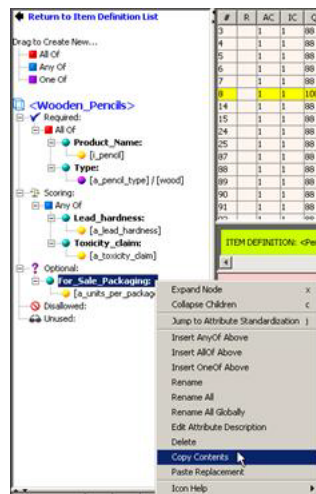 Return to Item Definition List
Drag to Create New...
All Of
Any Of
One Of
<Wooden_Pencils>
Required:
All Of
Product_Name:
[i_pencil]
Type:
[a_pencil_type] / [wood]
Scoring:
Any Of
Lead_hardness:
[a_lead_hardness]
Toxicity_claim:
[a_toxicity_claim]
Optional:
For_Sale_Packaging:
[a_units_per_package
Disallowed:
Unused:
# R AC IC
3 1 1 88
4 1 1 88
5 1 1 88
6 1 1 88
7 1 1 88
8 1 1 100
14 1 1 88
15 1 1 88
24 1 1 88
25 1 1 88
87 1 1 88
88 1 1 88
89 1 1 88
90 1 1 88
91 1 1 88
ITEM DEFINITION: <Pe
Expand Node x
Collapse Children c
Jump to Attribute Standardization j
Insert AnyOf Above
Insert AllOf Above
Insert OneOf Above
Rename
Rename All
Rename All Globally
Edit Attribute Description
Delete
Copy Contents
Paste Replacement
Icon Help